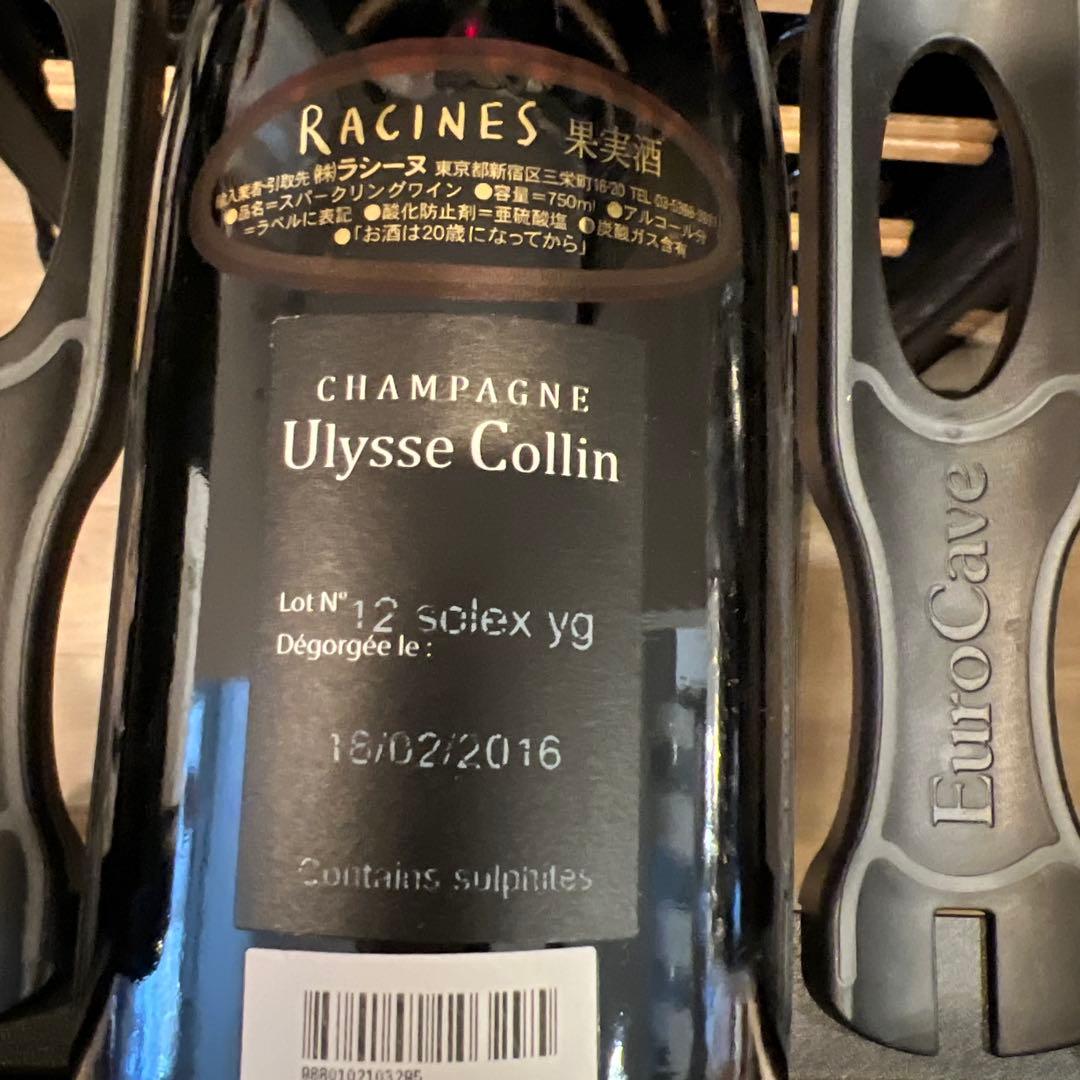 RACINES 果実酒
輸入業者・引取先 ㈱ラシーヌ 東京都新宿区三栄町16-20 TEL
●品名=スパークリングワイン ●容量=750ml ●アルコール分
=ラベルに表記 ●酸化防止剤=亜硫酸塩 ●炭酸ガス含有
●「お酒は20歳になってから」
CHAMPAGNE
Ulysse Collin
Lot N° 12 solex yg
Dégorgée le :
18/02/2016
Contains sulphites
EuroCave